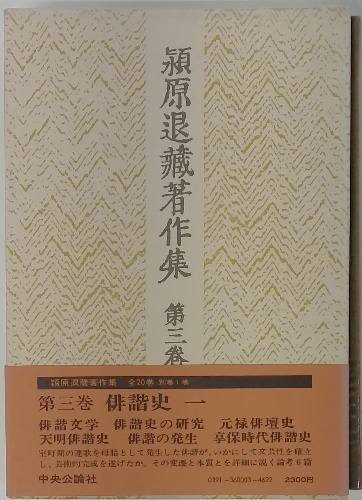 潁原退藏著作集
第三巻
潁原退蔵著作集 全20巻 別巻1巻
第三巻 俳諧史 一
俳諧文学 俳諧史の研究 元禄俳壇史
天明俳諧史 俳諧の発生 享保時代俳諧史
室町期の連歌を母胎として発生した俳諧が、いかにして文芸性を確立
し、芸術的完成を遂げたか。その変遷と本質とを詳細に説く論考6篇
中央公論社
0391-360003-4622 2300円